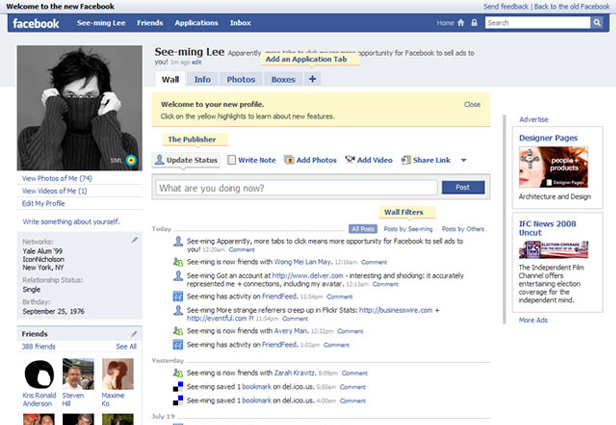 Welcome to the new Facebook
Send feedback | Back to the old Facebook
facebook
See-ming Lee Friends Applications Inbox
Home
Search
See-ming Lee Apparently, more tabs to click means more opportunity for Facebook to sell ads to
you! 1m ago edit
Add an Application Tab
Wall Info Photos Boxes +
Welcome to your new profile.
Close
Click on the yellow highlights to learn about new features.
The Publisher
Update Status Write Note Add Photos Add Video Share Link
What are you doing now?
Post
Wall Filters
SML
View Photos of Me (74)
View Videos of Me (1)
Edit My Profile
Write something about yourself.
Networks:
Yale Alum '99
IconNicholson
New York, NY
Relationship Status:
Single
Birthday:
September 25, 1976
Friends
388 friends
See All
Kris Ronald Anderson
Steven Hill
Maxime Ko
Today
All Posts Posts by See-ming Posts by Others
See-ming Apparently, more tabs to click means more opportunity for Facebook to sell ads to
you! 12:20am Comment
See-ming is now friends with Wong Mei Lan May. 12:16am Comment
See-ming Got an account at http://www.delver.com - interesting and shocking: it accurately
represented me + connections, including my avatar. 12:13am Comment
See-ming has activity on FriendFeed. 11:54pm Comment
See-ming More strange referrers creep up in Flickr Stats: http://businesswire.com +
http://eventful.com ?! 11:54pm Comment
See-ming is now friends with Avery Man. 12:32pm Comment
See-ming has activity on FriendFeed. 1:03am Comment
Yesterday
See-ming is now friends with Zarah Kravitz. 8:09pm Comment
See-ming saved 1 bookmark on del.icio.us. 5:50am Comment
See-ming saved 2 bookmarks on del.icio.us. 4:00am Comment
July 19
Advertise
Designer Pages
people +
products
Designer Pages
Architecture and Design
IFC News 2008
Uncut
ELECTION COVERAGE
The Independent Film
Channel offers
entertaining election
coverage for the
independent mind.
More Ads